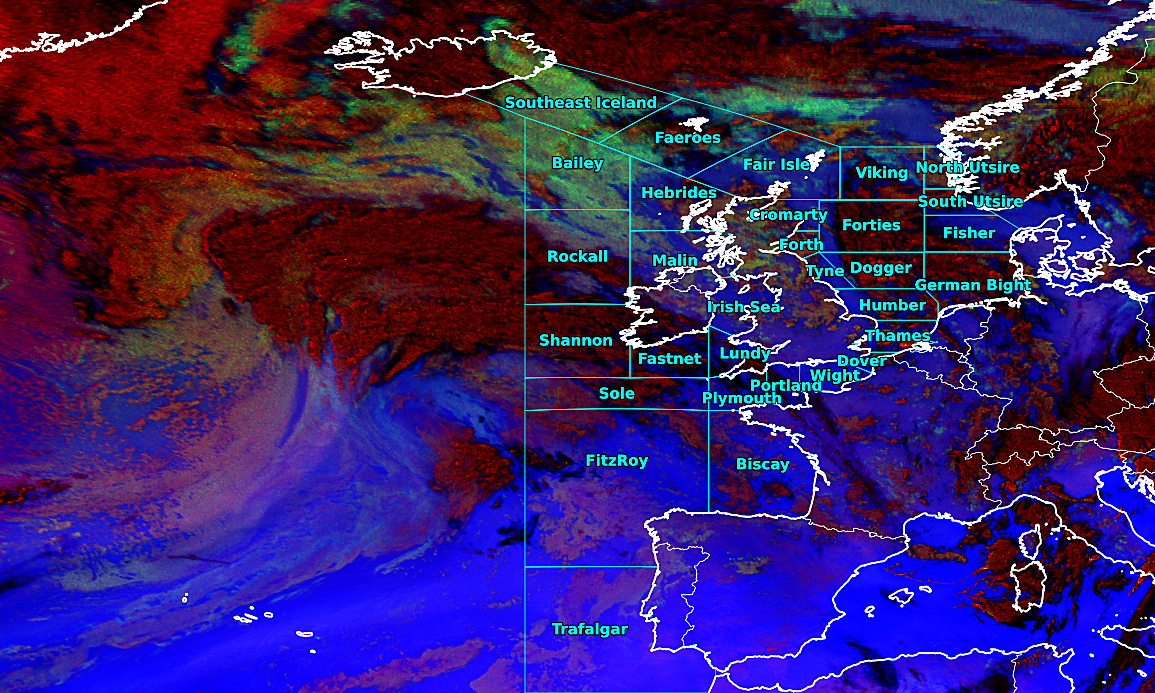 Southeast Iceland
Faeroes
Bailey
Fair Isle
Viking
North Utsire
Hebrides
South Utsire
Cromarty
Forties
Fisher
Forth
Rockall
Malin
Tyne
Dogger
German Bight
Irish Sea
Humber
Shannon
Thames
Fastnet
Lundy
Dover
Wight
Portland
Sole
Plymouth
FitzRoy
Biscay
Trafalgar